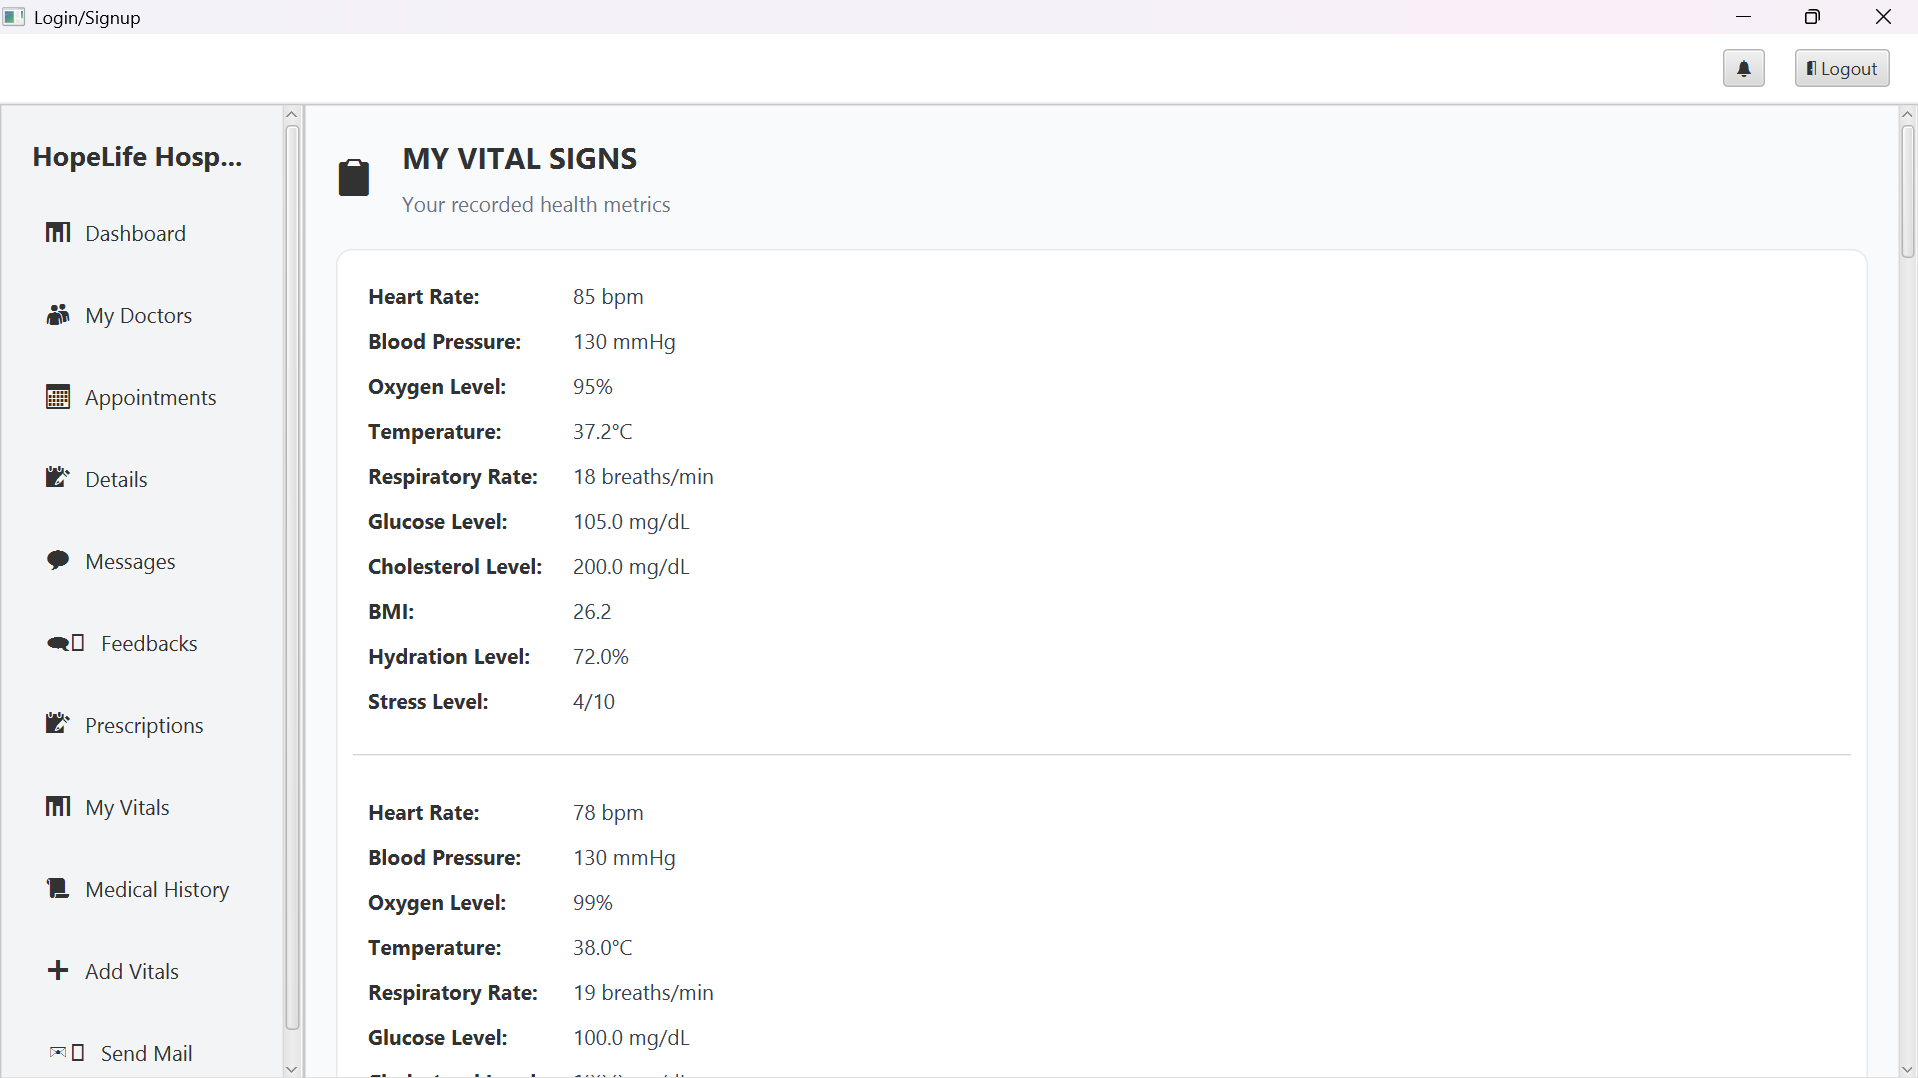 Login/Signup
Logout
HopeLife Hosp...
Dashboard
My Doctors
Appointments
Details
Messages
Feedbacks
Prescriptions
My Vitals
Medical History
Add Vitals
Send Mail
MY VITAL SIGNS
Your recorded health metrics
Heart Rate: 85 bpm
Blood Pressure: 130 mmHg
Oxygen Level: 95%
Temperature: 37.2°C
Respiratory Rate: 18 breaths/min
Glucose Level: 105.0 mg/dL
Cholesterol Level: 200.0 mg/dL
BMI: 26.2
Hydration Level: 72.0%
Stress Level: 4/10
Heart Rate: 78 bpm
Blood Pressure: 130 mmHg
Oxygen Level: 99%
Temperature: 38.0°C
Respiratory Rate: 19 breaths/min
Glucose Level: 100.0 mg/dL